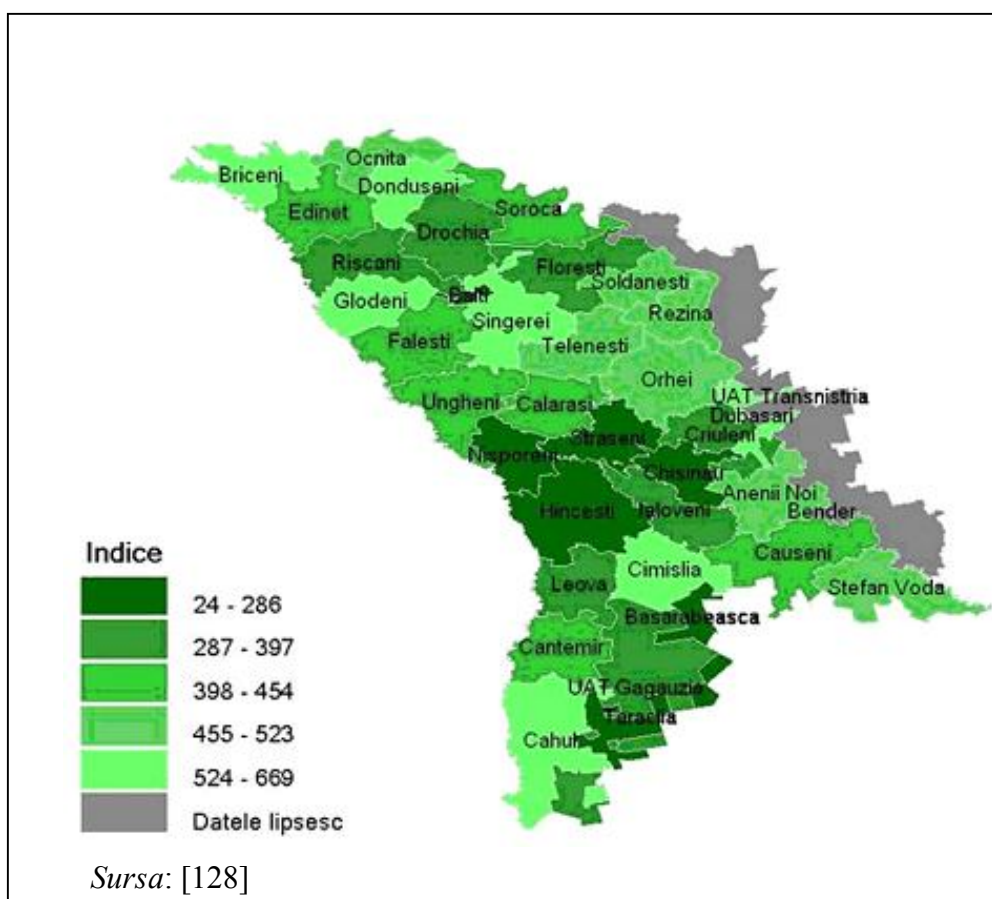 Ocnita
Briceni
Donduseni
Edinet
Soroca
Drochia
Riscani
Floresti
Soldanesti
Balti
Glodeni
Rezina
Singerei
Falesti
Telenesti
Orhei
UAT Transnistria
Ungheni
Calarasi
Dubasari
Criuleni
Straseni
Nisporeni
Chisinau
Anenii Noi
Hincesti
Ialoveni
Bender
Causeni
Cimislia
Leova
Stefan Voda
Basarabeasca
Cantemir
UAT Gagauzia
Taraclia
Cahul
Indice
24 - 286
287 - 397
398 - 454
455 - 523
524 - 669
Datele lipsesc
Sursa: [128]